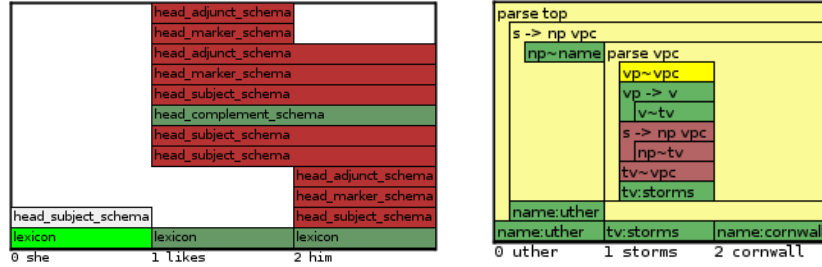 head_adjunct_schema
head_marker_schema
head_adjunct_schema
head_marker_schema
head_subject_schema
head_complement_schema
head_subject_schema
head_subject_schema
head_adjunct_schema
head_marker_schema
head_subject_schema head_subject_schema
lexicon lexicon lexicon
0 she 1 likes 2 him
parse top
s -> np vpc
np~name parse vpc
vp~vpc
vp -> v
v~tv
s -> np vpc
np~tv
tv~vpc
tv:storms
name:uther
name:uther tv:storms name:cornwall
0 uther 1 storms 2 cornwall